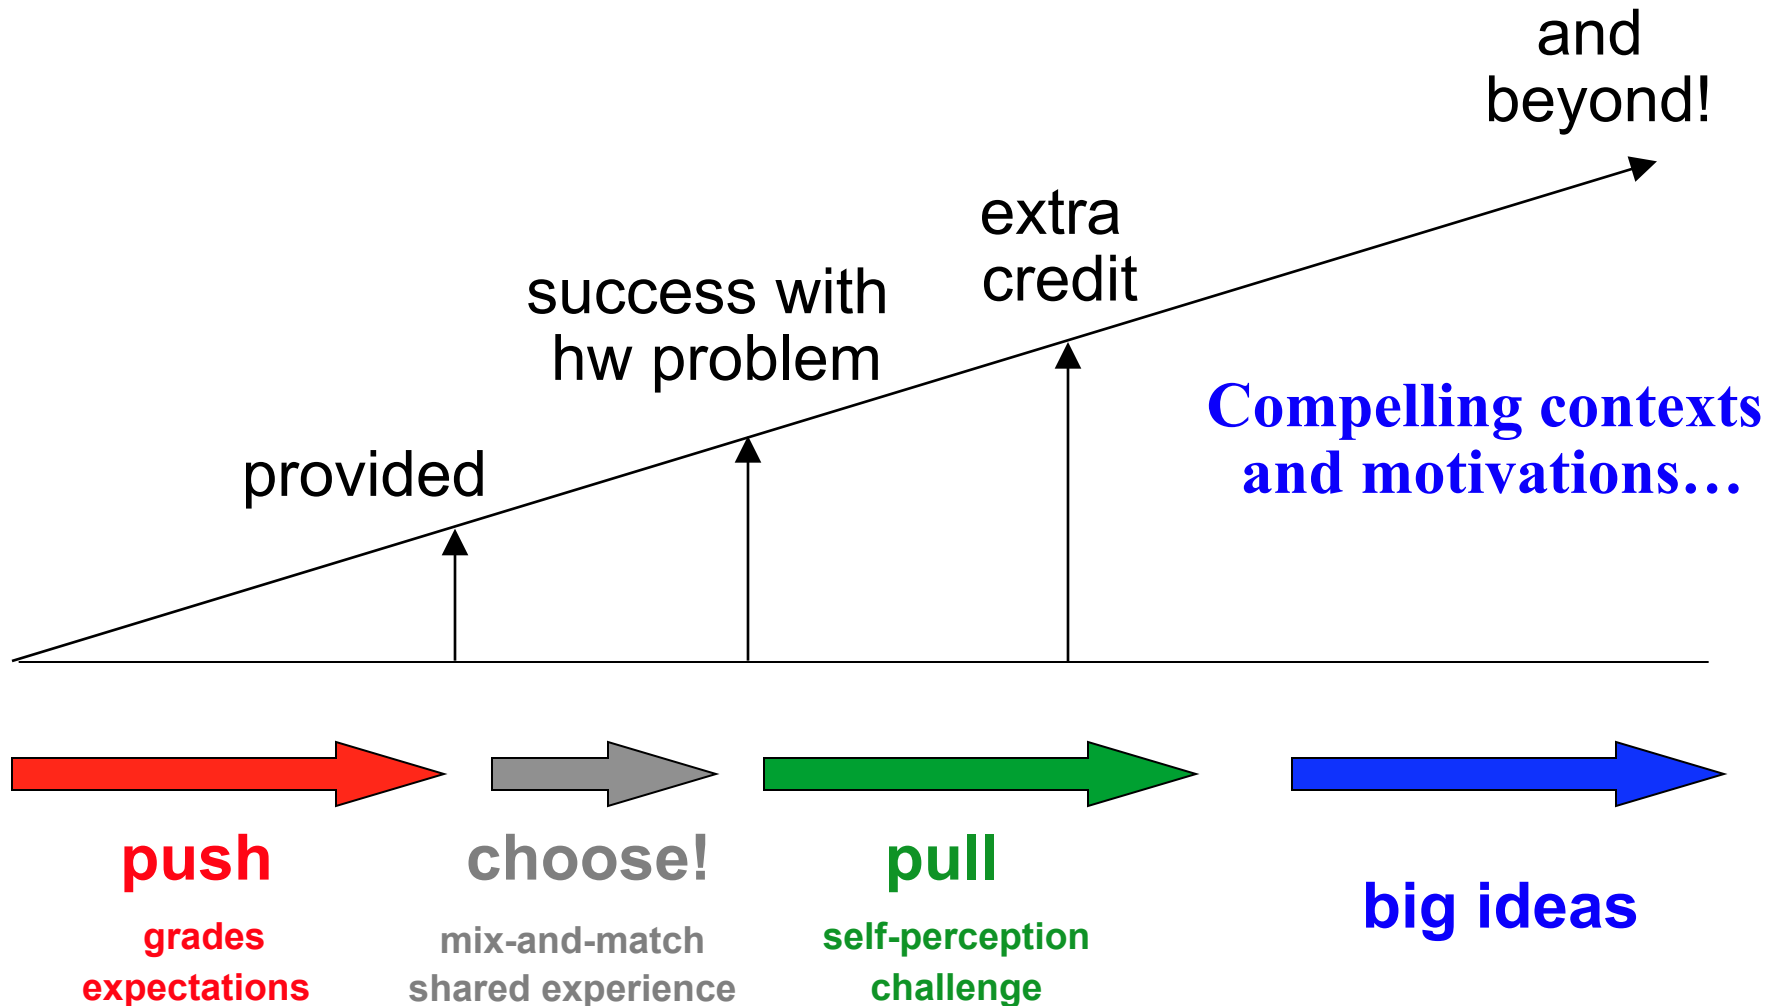 and
beyond!
extra
credit
success with
hw problem
Compelling contexts
and motivations…
provided
push
choose!
pull
big ideas
grades
expectations
mix-and-match
shared experience
self-perception
challenge